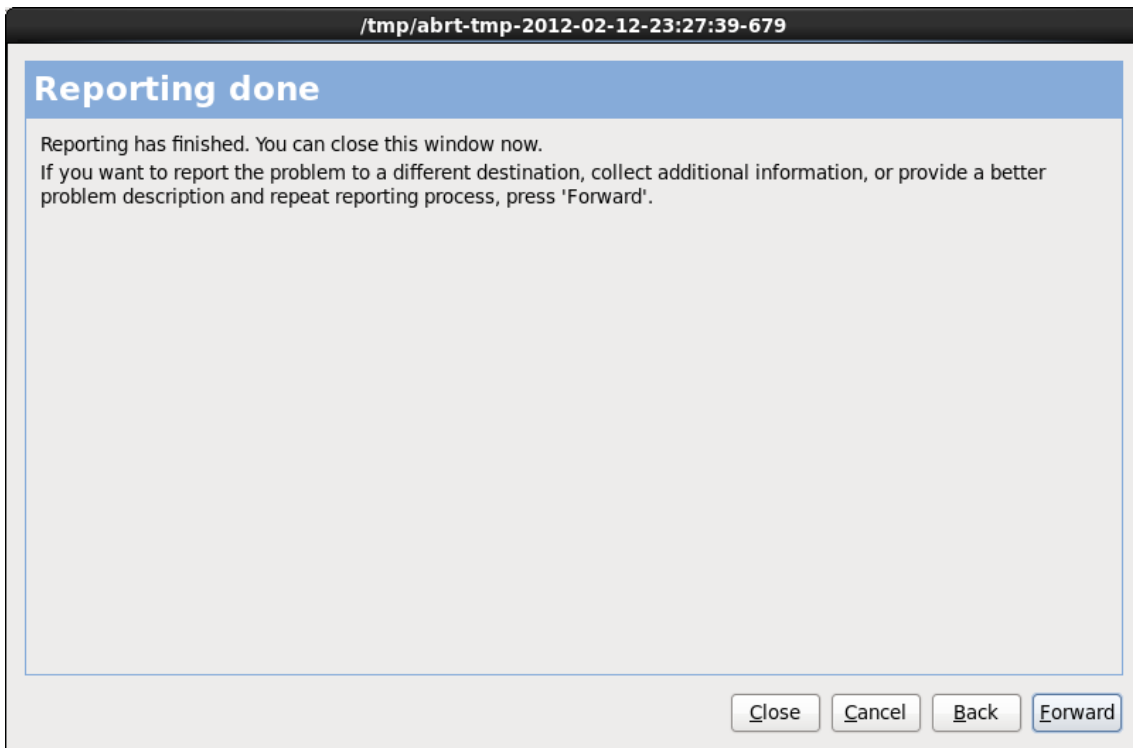 /tmp/abrt-tmp-2012-02-12-23:27:39-679
Reporting done
Reporting has finished. You can close this window now.
If you want to report the problem to a different destination, collect additional information, or provide a better
problem description and repeat reporting process, press 'Forward'.
Close Cancel Back Forward